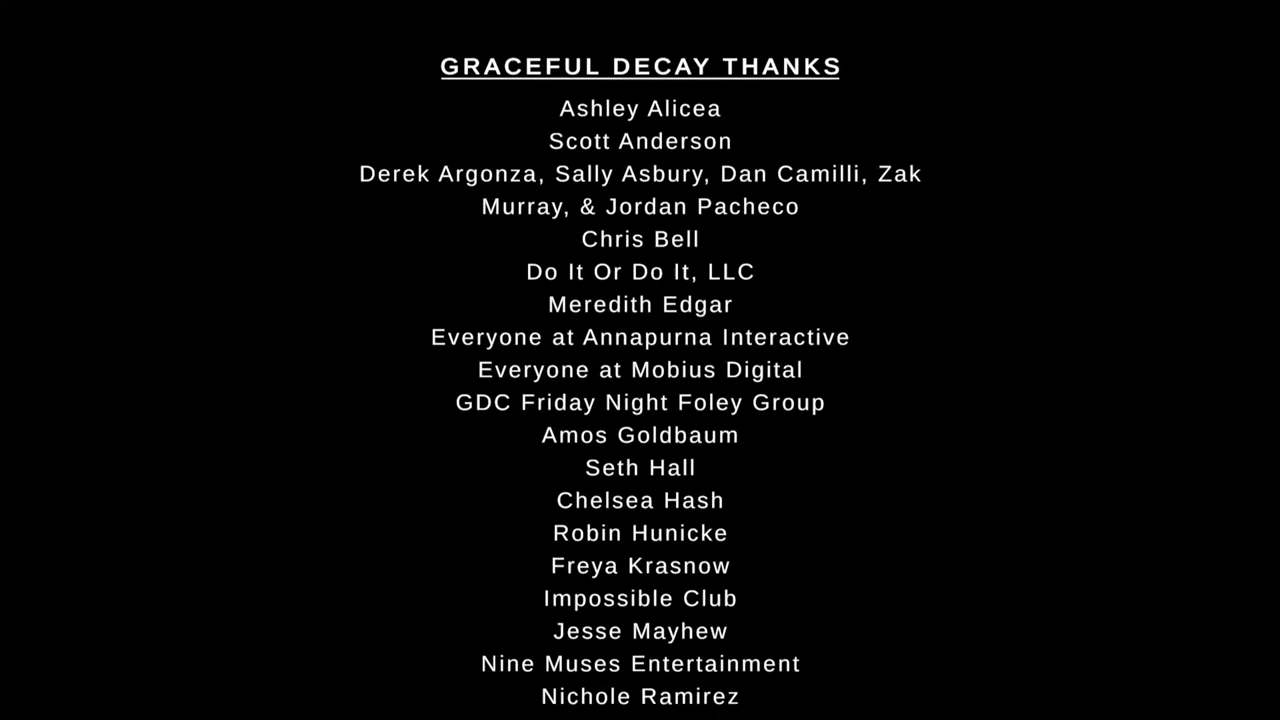 GRACEFUL DECAY THANKS
Ashley Alicea
Scott Anderson
Derek Argonza, Sally Asbury, Dan Camilli, Zak
Murray, & Jordan Pacheco
Chris Bell
Do It Or Do It, LLC
Meredith Edgar
Everyone at Annapurna Interactive
Everyone at Mobius Digital
GDC Friday Night Foley Group
Amos Goldbaum
Seth Hall
Chelsea Hash
Robin Hunicke
Freya Krasnow
Impossible Club
Jesse Mayhew
Nine Muses Entertainment
Nichole Ramirez